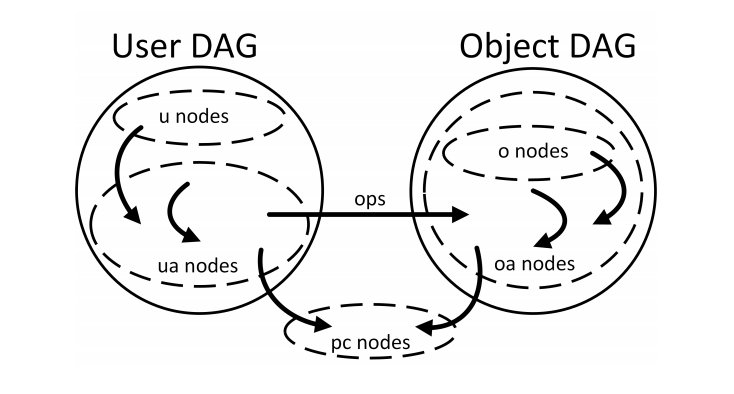 User DAG
Object DAG
u nodes
o nodes
ops
ua nodes
oa nodes
pc nodes